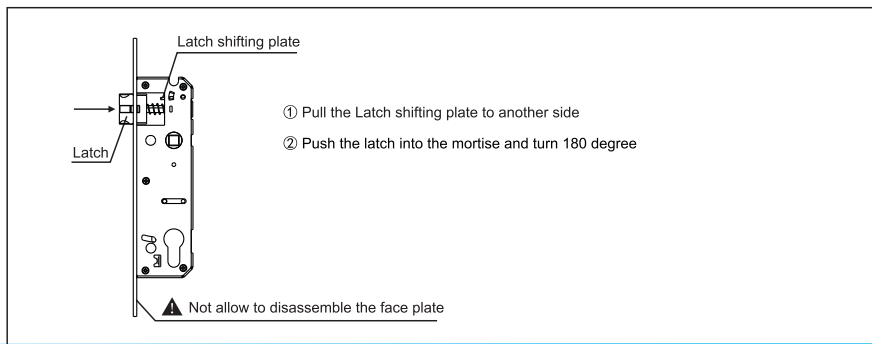 Latch shifting plate
① Pull the Latch shifting plate to another side
② Push the latch into the mortise and turn 180 degree
Latch
Not allow to disassemble the face plate